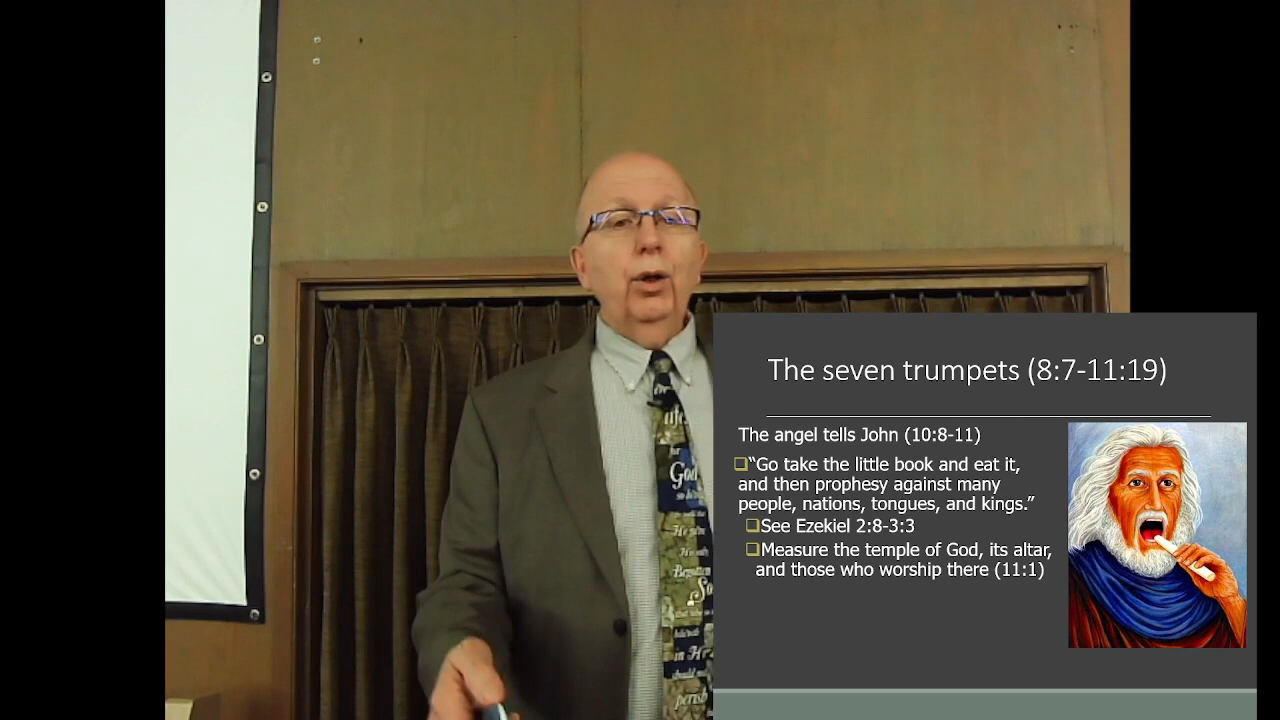 The seven trumpets (8:7-11:19)
The angel tells John (10:8-11)
“Go take the little book and eat it,
and then prophesy against many
people, nations, tongues, and kings.”
See Ezekiel 2:8-3:3
Measure the temple of God, its altar,
and those who worship there (11:1)
God
in
perish